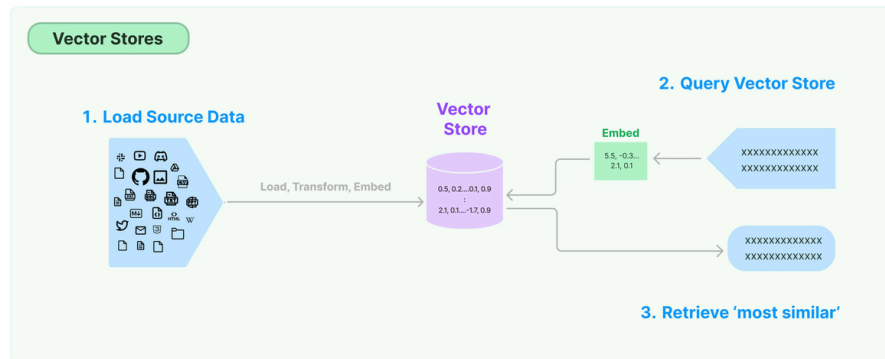 Vector Stores
1. Load Source Data
Load, Transform, Embed
Vector
Store
0.5, 0.2....0.1, 0.9
:
2.1, 0.1....-1.7, 0.9
2. Query Vector Store
Embed
5.5, -0.3...
2.1, 0.1
XXXXXXXXXXXXX
XXXXXXXXXXXXX
XXXXXXXXXXXXX
XXXXXXXXXXXXX
3. Retrieve ‘most similar’
M↓
HTML
W